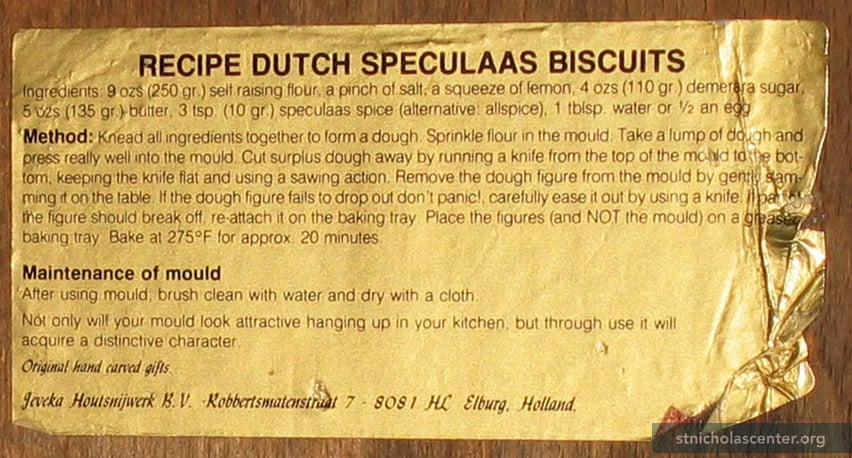 RECIPE DUTCH SPECULAAS BISCUITS
Ingredients: 9 ozs (250 gr.) self raising flour, a pinch of salt, a squeeze of lemon, 4 ozs (110 gr.) demerara sugar,
5 ozs (135 gr.) butter, 3 tsp. (10 gr.) speculaas spice (alternative: allspice), 1 tblsp. water or ½ an egg
Method: Knead all ingredients together to form a dough. Sprinkle flour in the mould. Take a lump of dough and
press really well into the mould. Cut surplus dough away by running a knife from the top of the mould to the bot-
tom, keeping the knife flat and using a sawing action. Remove the dough figure from the mould by gently slam-
ming it on the table. If the dough figure fails to drop out don't panic!, carefully ease it out by using a knife. If part of
the figure should break off, re-attach it on the baking tray. Place the figures (and NOT the mould) on a greased
baking tray. Bake at 275°F for approx. 20 minutes.
Maintenance of mould
After using mould, brush clean with water and dry with a cloth.
Not only will your mould look attractive hanging up in your kitchen, but through use it will
acquire a distinctive character.
Original hand carved gifts.
Jeveka Houtsnijwerk B.V. - Robbertsmatenstraat 7 - 8081 HL Elburg, Holland.
stnicholascenter.org